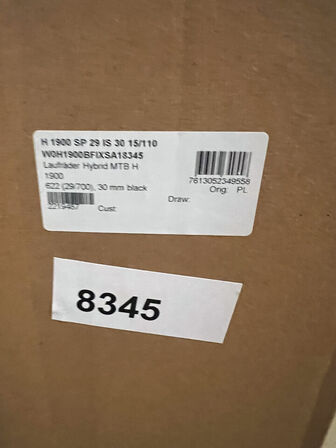 H 1900 SP 29 IS 30 15/110
W0H1900BFIXSA18345
Laufräder Hybrid MTB H
1900
622 (29/700), 30 mm black
2219487 Cust:
Draw:
7613052349558
Orig. PL
8345